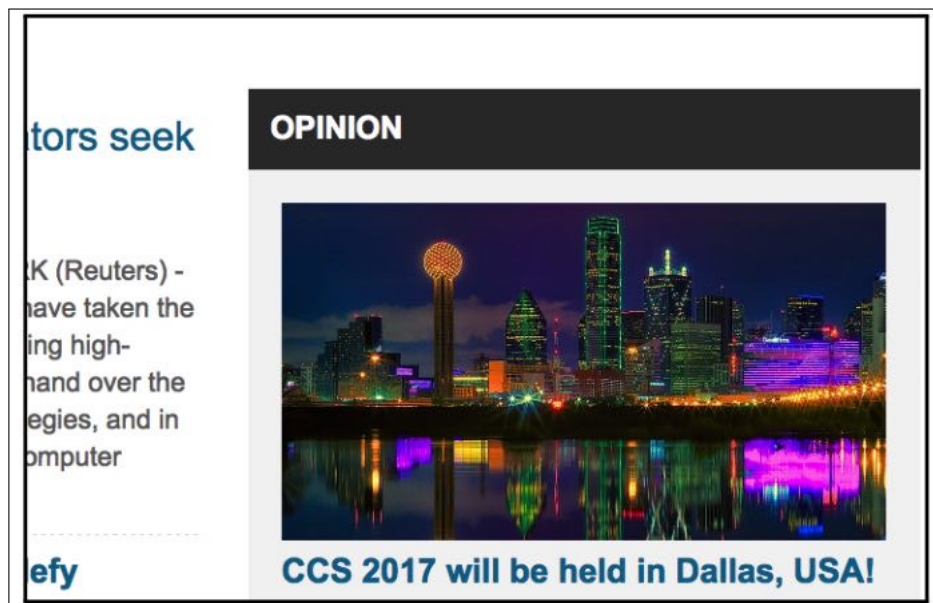 tors seek
K (Reuters) -
have taken the
ing high-
hand over the
egies, and in
omputer
efy
OPINION
CCS 2017 will be held in Dallas, USA!